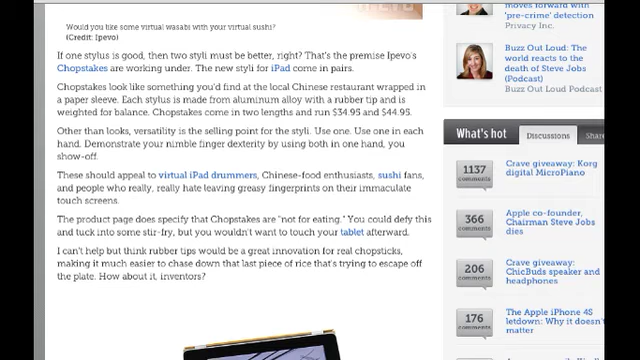 Would you like some virtual wasabi with your virtual sushi?
(Credit: Ipevo)
If one stylus is good, then two styli must be better, right? That's the premise Ipevo's
Chopstakes are working under. The new styli for iPad come in pairs.
Chopstakes look like something you'd find at the local Chinese restaurant wrapped in
a paper sleeve. Each stylus is made from aluminum alloy with a rubber tip and is
weighted for balance. Chopstakes come in two lengths and run $34.95 and $44.95.
Other than looks, versatility is the selling point for the styli. Use one. Use one in each
hand. Demonstrate your nimble finger dexterity by using both in one hand, you
show-off.
These should appeal to virtual iPad drummers, Chinese-food enthusiasts, sushi fans,
and people who really, really hate leaving greasy fingerprints on their immaculate
touch screens.
The product page does specify that Chopstakes are "not for eating." You could defy this
and tuck into some stir-fry, but you wouldn't want to touch your tablet afterward.
I can't help but think rubber tips would be a great innovation for real chopsticks,
making it much easier to chase down that last piece of rice that's trying to escape off
the plate. How about it, inventors?
moves forward with
'pre-crime' detection
Privacy Inc.
Buzz Out Loud: The
world reacts to the
death of Steve Jobs
(Podcast)
Buzz Out Loud Podcast
What's hot
Discussions
Share
1137
comments
Crave giveaway: Korg
digital MicroPiano
366
comments
Apple co-founder,
Chairman Steve Jobs
dies
206
comments
Crave giveaway:
ChicBuds speaker and
headphones
176
comments
The Apple iPhone 4S
letdown: Why it doesn't
matter